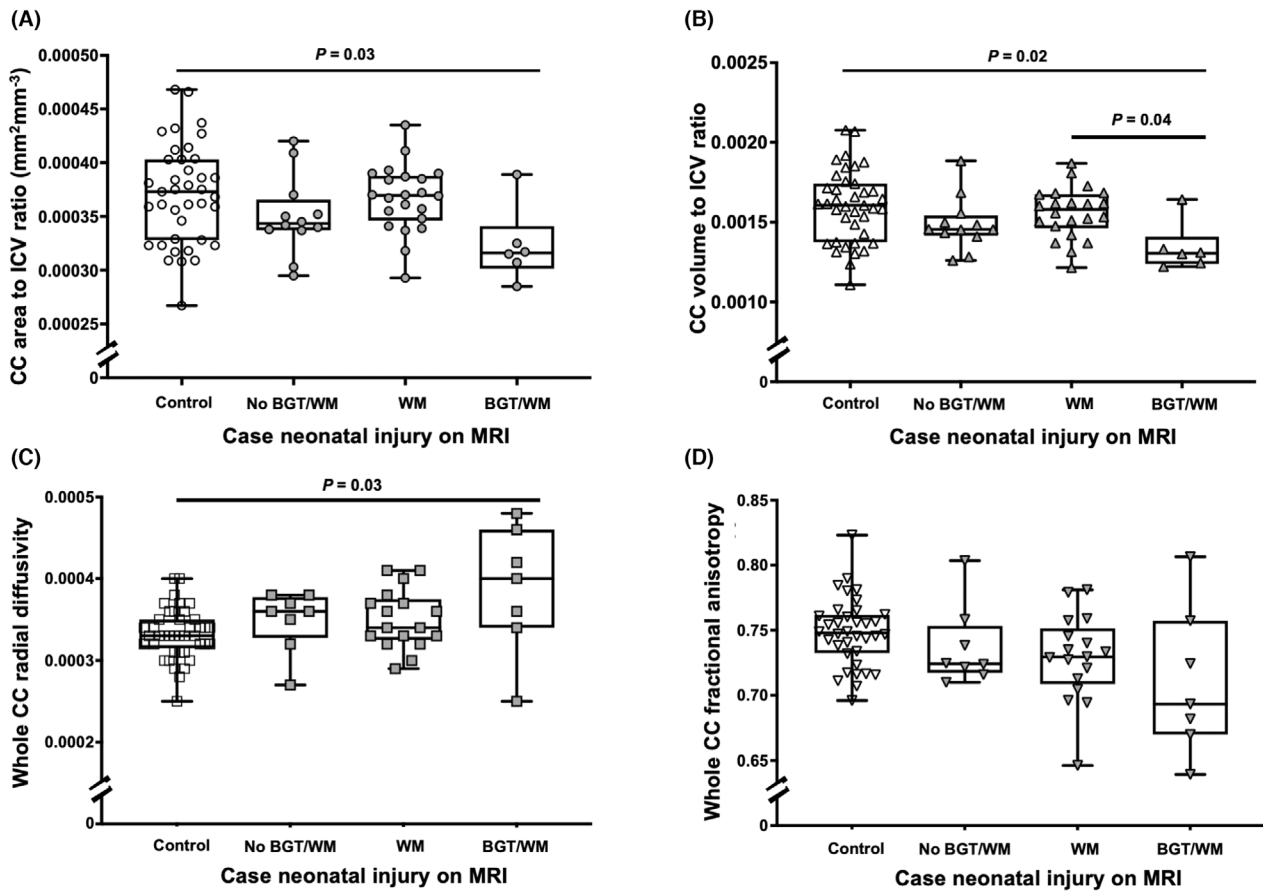 (A)
P = 0.03
CC area to ICV ratio (mm²mm⁻³)
0.00050
0.00045
0.00040
0.00035
0.00030
0.00025
0
Control No BGT/WM WM BGT/WM
Case neonatal injury on MRI
(B)
P = 0.02
P = 0.04
CC volume to ICV ratio
0.0025
0.0020
0.0015
0.0010
0
Control No BGT/WM WM BGT/WM
Case neonatal injury on MRI
(C)
P = 0.03
Whole CC radial diffusivity
0.0005
0.0004
0.0003
0.0002
0
Control No BGT/WM WM BGT/WM
Case neonatal injury on MRI
(D)
Whole CC fractional anisotropy
0.85
0.80
0.75
0.70
0.65
0
Control No BGT/WM WM BGT/WM
Case neonatal injury on MRI